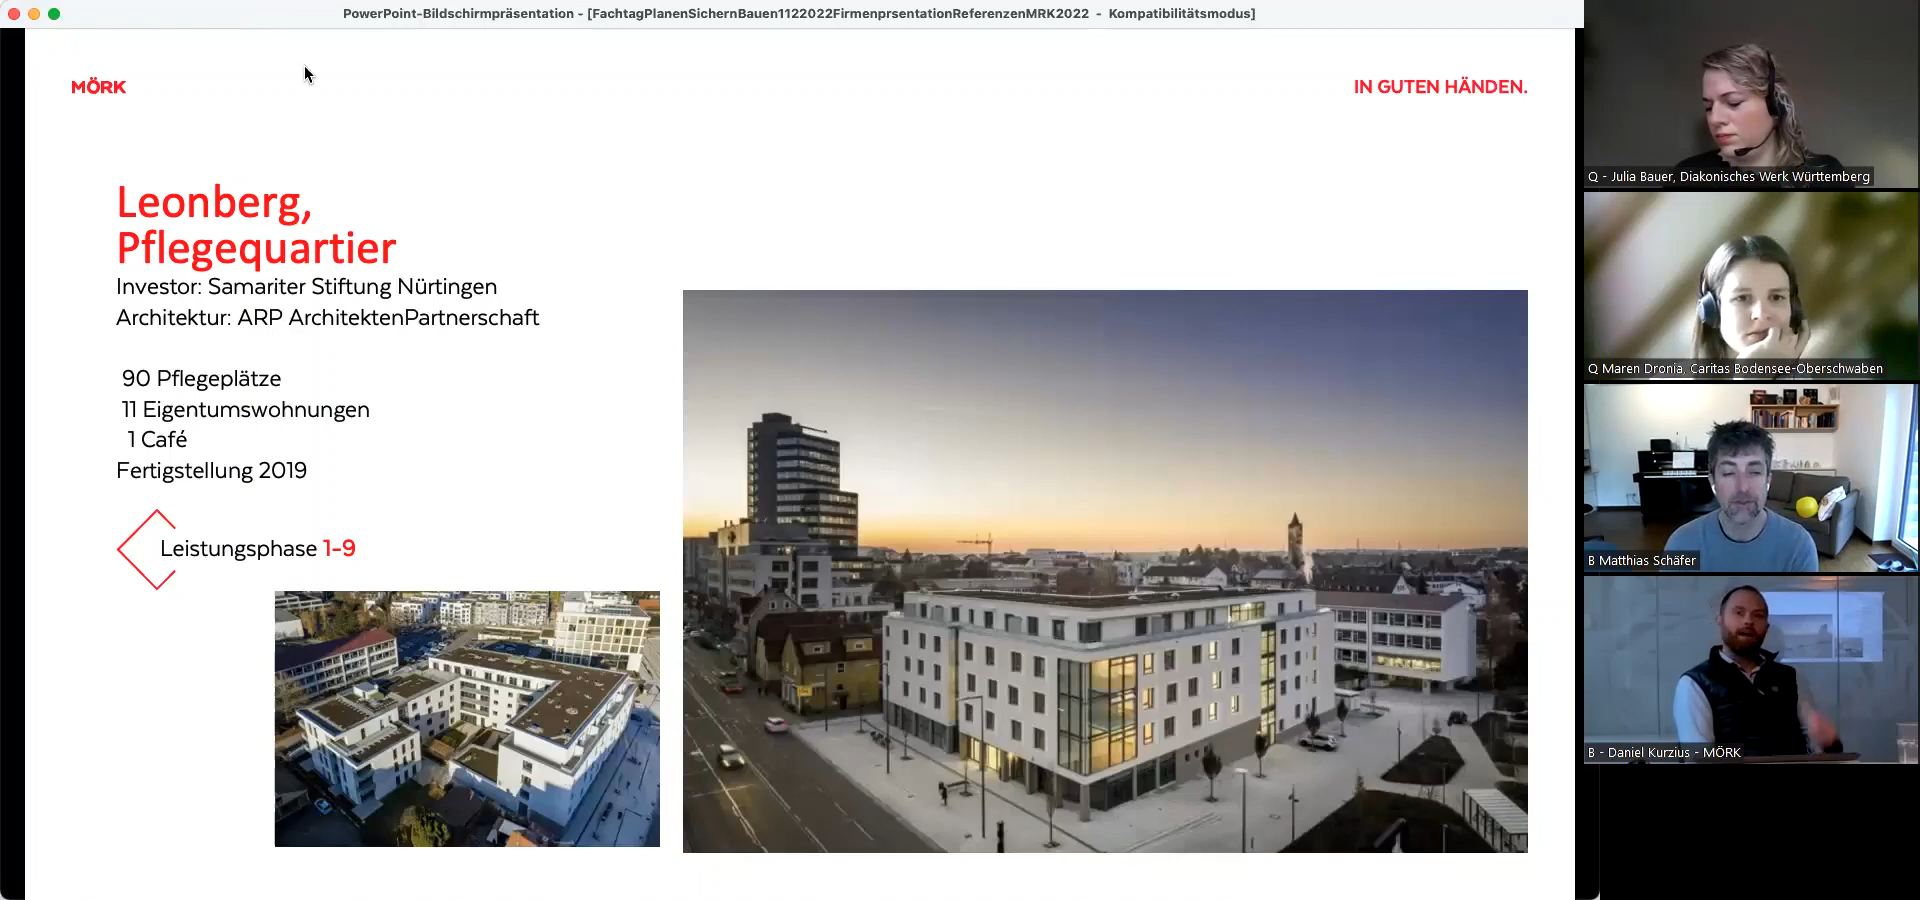 PowerPoint-Bildschirmpräsentation - [FachtagPlanenSichernBauen1122022FirmenprsentationReferenzenMRK2022 - Kompatibilitätsmodus]
MÖRK
IN GUTEN HÄNDEN.
Leonberg,
Pflegequartier
Investor: Samariter Stiftung Nürtingen
Architektur: ARP ArchitektenPartnerschaft
90 Pflegeplätze
11 Eigentumswohnungen
1 Café
Fertigstellung 2019
Leistungsphase 1-9
Q - Julia Bauer, Diakonisches Werk Württemberg
Q Maren Dronia, Caritas Bodensee-Oberschwaben
B Matthias Schäfer
B - Daniel Kurzius - MÖRK